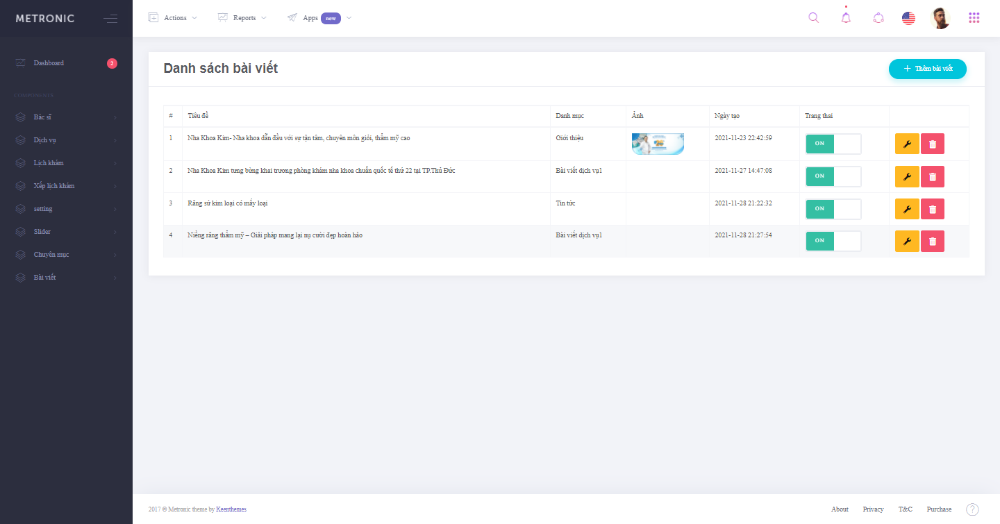 METRONIC
Actions
Reports
Apps new
Dashboard 2
COMPONENTS
Bác sĩ
Dịch vụ
Lịch khám
Xếp lịch khám
setting
Slider
Chuyên mục
Bài viết
Danh sách bài viết
Thêm bài viết
# Tiêu đề Danh mục Ảnh Ngày tạo Trang thai
1 Nha Khoa Kim- Nha khoa dẫn đầu với sự tận tâm, chuyên môn giỏi, thẩm mỹ cao Giới thiệu 2021-11-23 22:42:59 ON
2 Nha Khoa Kim tưng bừng khai trương phòng khám nha khoa chuẩn quốc tế thứ 22 tại TP.Thủ Đức Bài viết dịch vụ1 2021-11-27 14:47:08 ON
3 Răng sứ kim loại có mấy loại Tin tức 2021-11-28 21:22:32 ON
4 Niềng răng thẩm mỹ – Giải pháp mang lại nụ cười đẹp hoàn hảo Bài viết dịch vụ1 2021-11-28 21:27:54 ON
2017 © Metronic theme by Keenthemes
About Privacy T&C Purchase ?